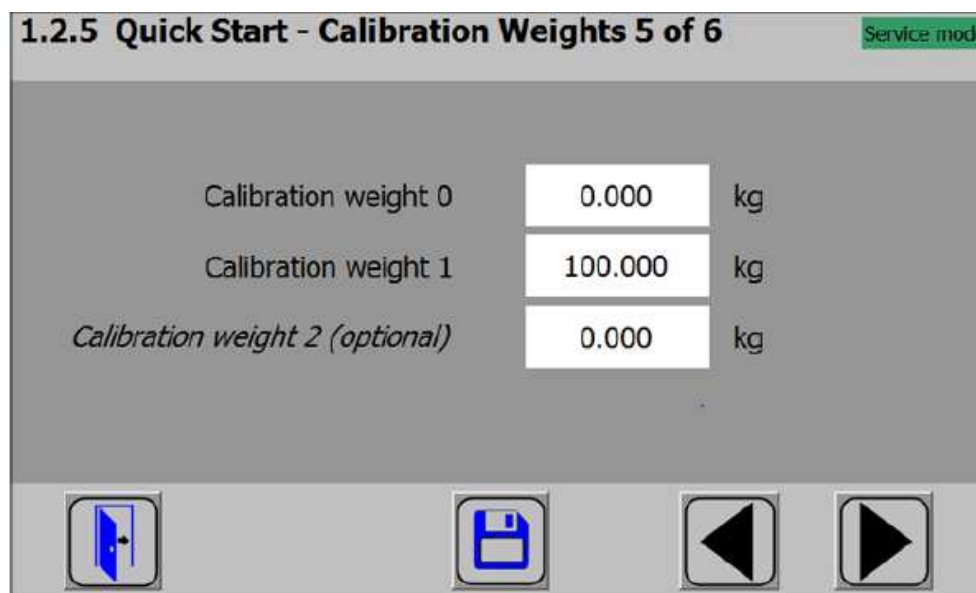 1.2.5 Quick Start - Calibration Weights 5 of 6
Service mod
Calibration weight 0 0.000 kg
Calibration weight 1 100.000 kg
Calibration weight 2 (optional) 0.000 kg